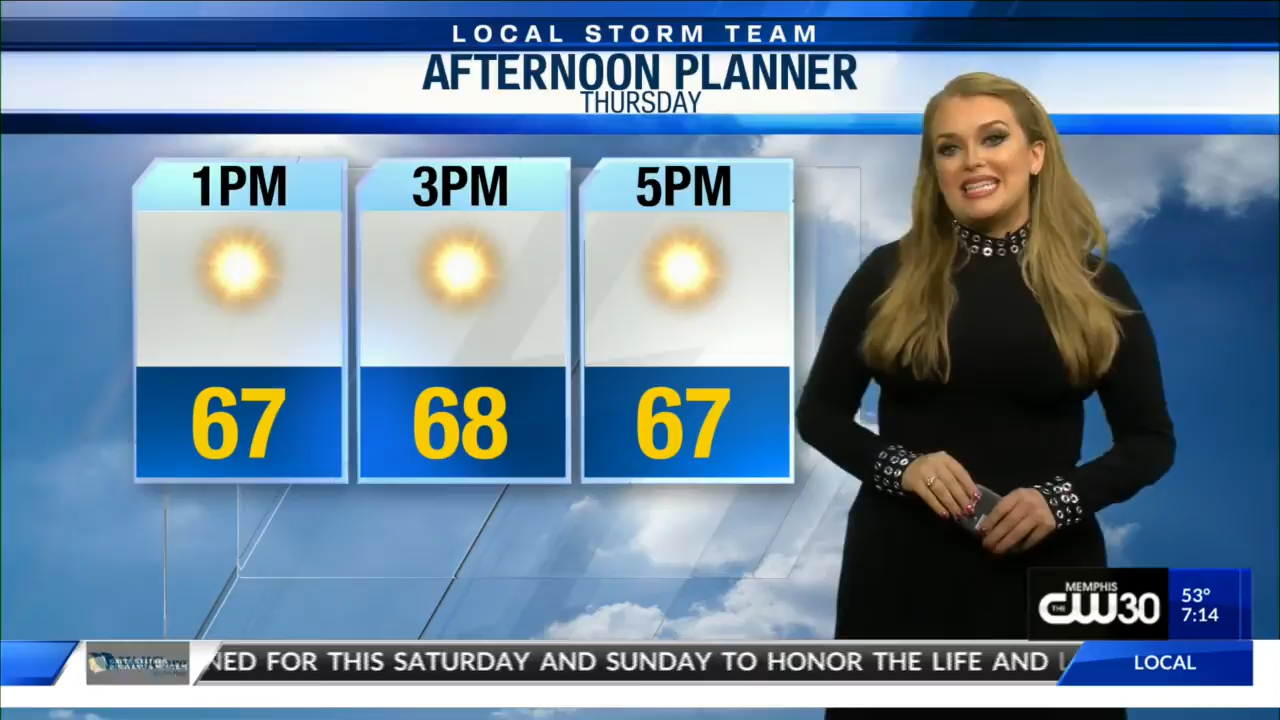 LOCAL STORM TEAM
AFTERNOON PLANNER
THURSDAY
1PM
3PM
5PM
67
68
67
MEMPHIS
THE CW30
53°
7:14
NED FOR THIS SATURDAY AND SUNDAY TO HONOR THE LIFE AND
LOCAL